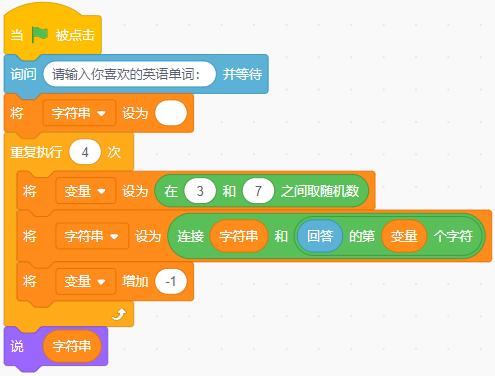 当 被点击
询问 请输入你喜欢的英语单词： 并等待
将 字符串 设为
重复执行 4 次
将 变量 设为 在 3 和 7 之间取随机数
将 字符串 设为 连接 字符串 和 回答 的第 变量 个字符
将 变量 增加 -1
说 字符串